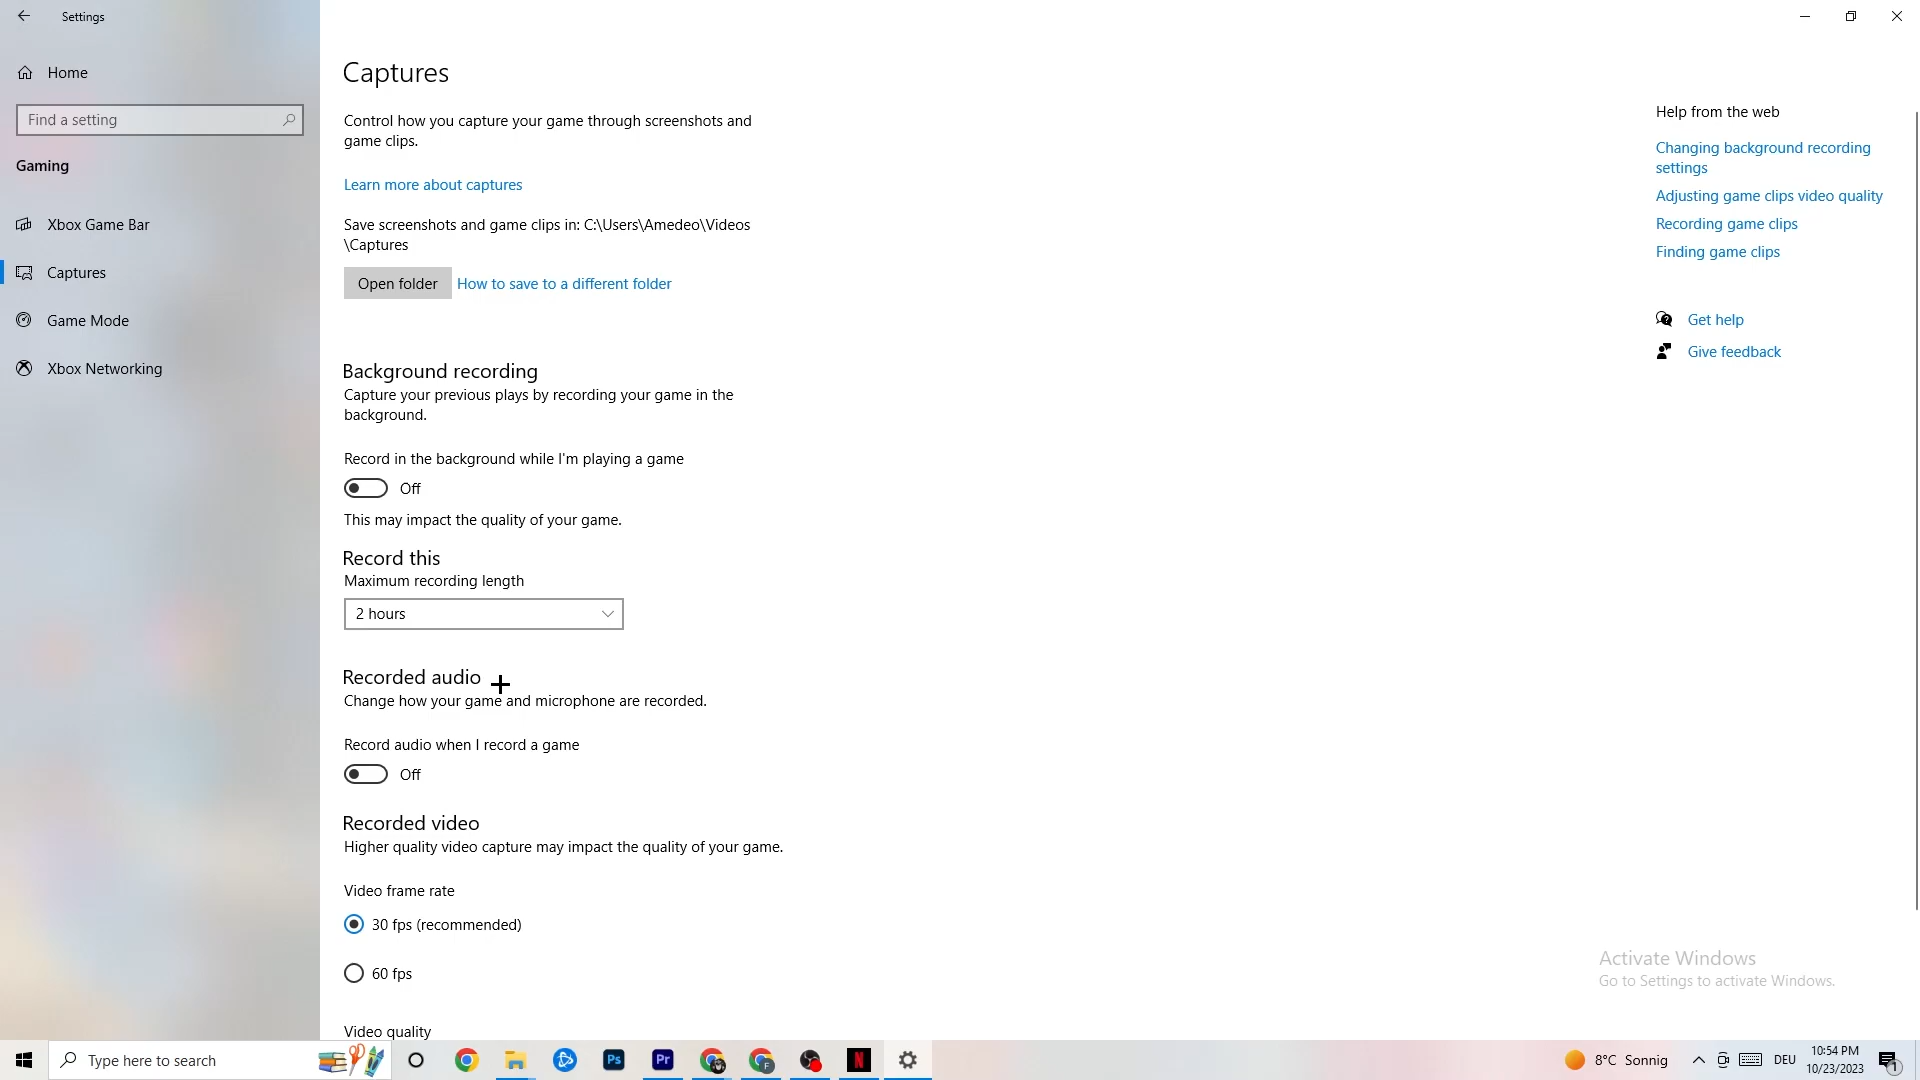 Settings
Home
Find a setting
Gaming
Xbox Game Bar
Captures
Game Mode
Xbox Networking
Captures
Control how you capture your game through screenshots and
game clips.
Learn more about captures
Save screenshots and game clips in: C:\Users\Amedeo\Videos
\Captures
Open folder How to save to a different folder
Background recording
Capture your previous plays by recording your game in the
background.
Record in the background while I'm playing a game
Off
This may impact the quality of your game.
Record this
Maximum recording length
2 hours
Recorded audio
Change how your game and microphone are recorded.
Record audio when I record a game
Off
Recorded video
Higher quality video capture may impact the quality of your game.
Video frame rate
30 fps (recommended)
60 fps
Video quality
Help from the web
Changing background recording
settings
Adjusting game clips video quality
Recording game clips
Finding game clips
Get help
Give feedback
Activate Windows
Go to Settings to activate Windows.
Type here to search
Ps
Pr
F
N
8°C Sonnig
DEU
10:54 PM
10/23/2023
1